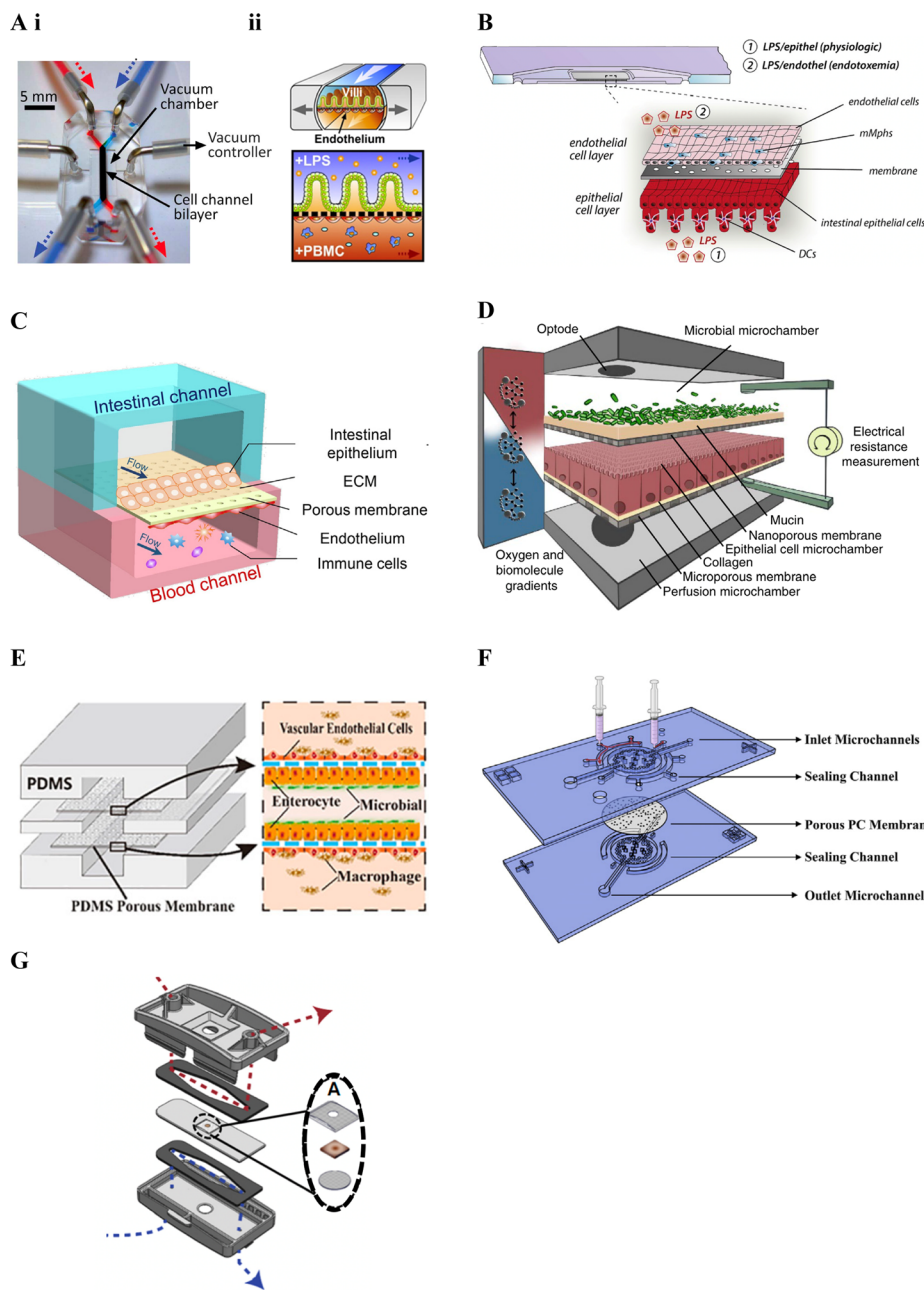 A i
ii
5 mm
Vacuum
chamber
Vacuum
controller
Cell channel
bilayer
Villi
Endothelium
+LPS
+PBMC
B
1 LPS/epithel (physiologic)
2 LPS/endothel (endotoxemia)
LPS 2
endothelial cells
mMphs
endothelial
cell layer
membrane
epithelial
cell layer
intestinal epithelial cells
LPS
1
DCs
C
Intestinal channel
Flow
Intestinal
epithelium
ECM
Porous membrane
Endothelium
Immune cells
Flow
Blood channel
D
Optode
Microbial microchamber
Electrical
resistance
measurement
Mucin
Nanoporous membrane
Epithelial cell microchamber
Collagen
Microporous membrane
Perfusion microchamber
Oxygen and
biomolecule
gradients
E
PDMS
PDMS Porous Membrane
Vascular Endothelial Cells
Enterocyte
Microbial
Macrophage
F
Inlet Microchannels
Sealing Channel
Porous PC Membran
Sealing Channel
Outlet Microchannel
G
A